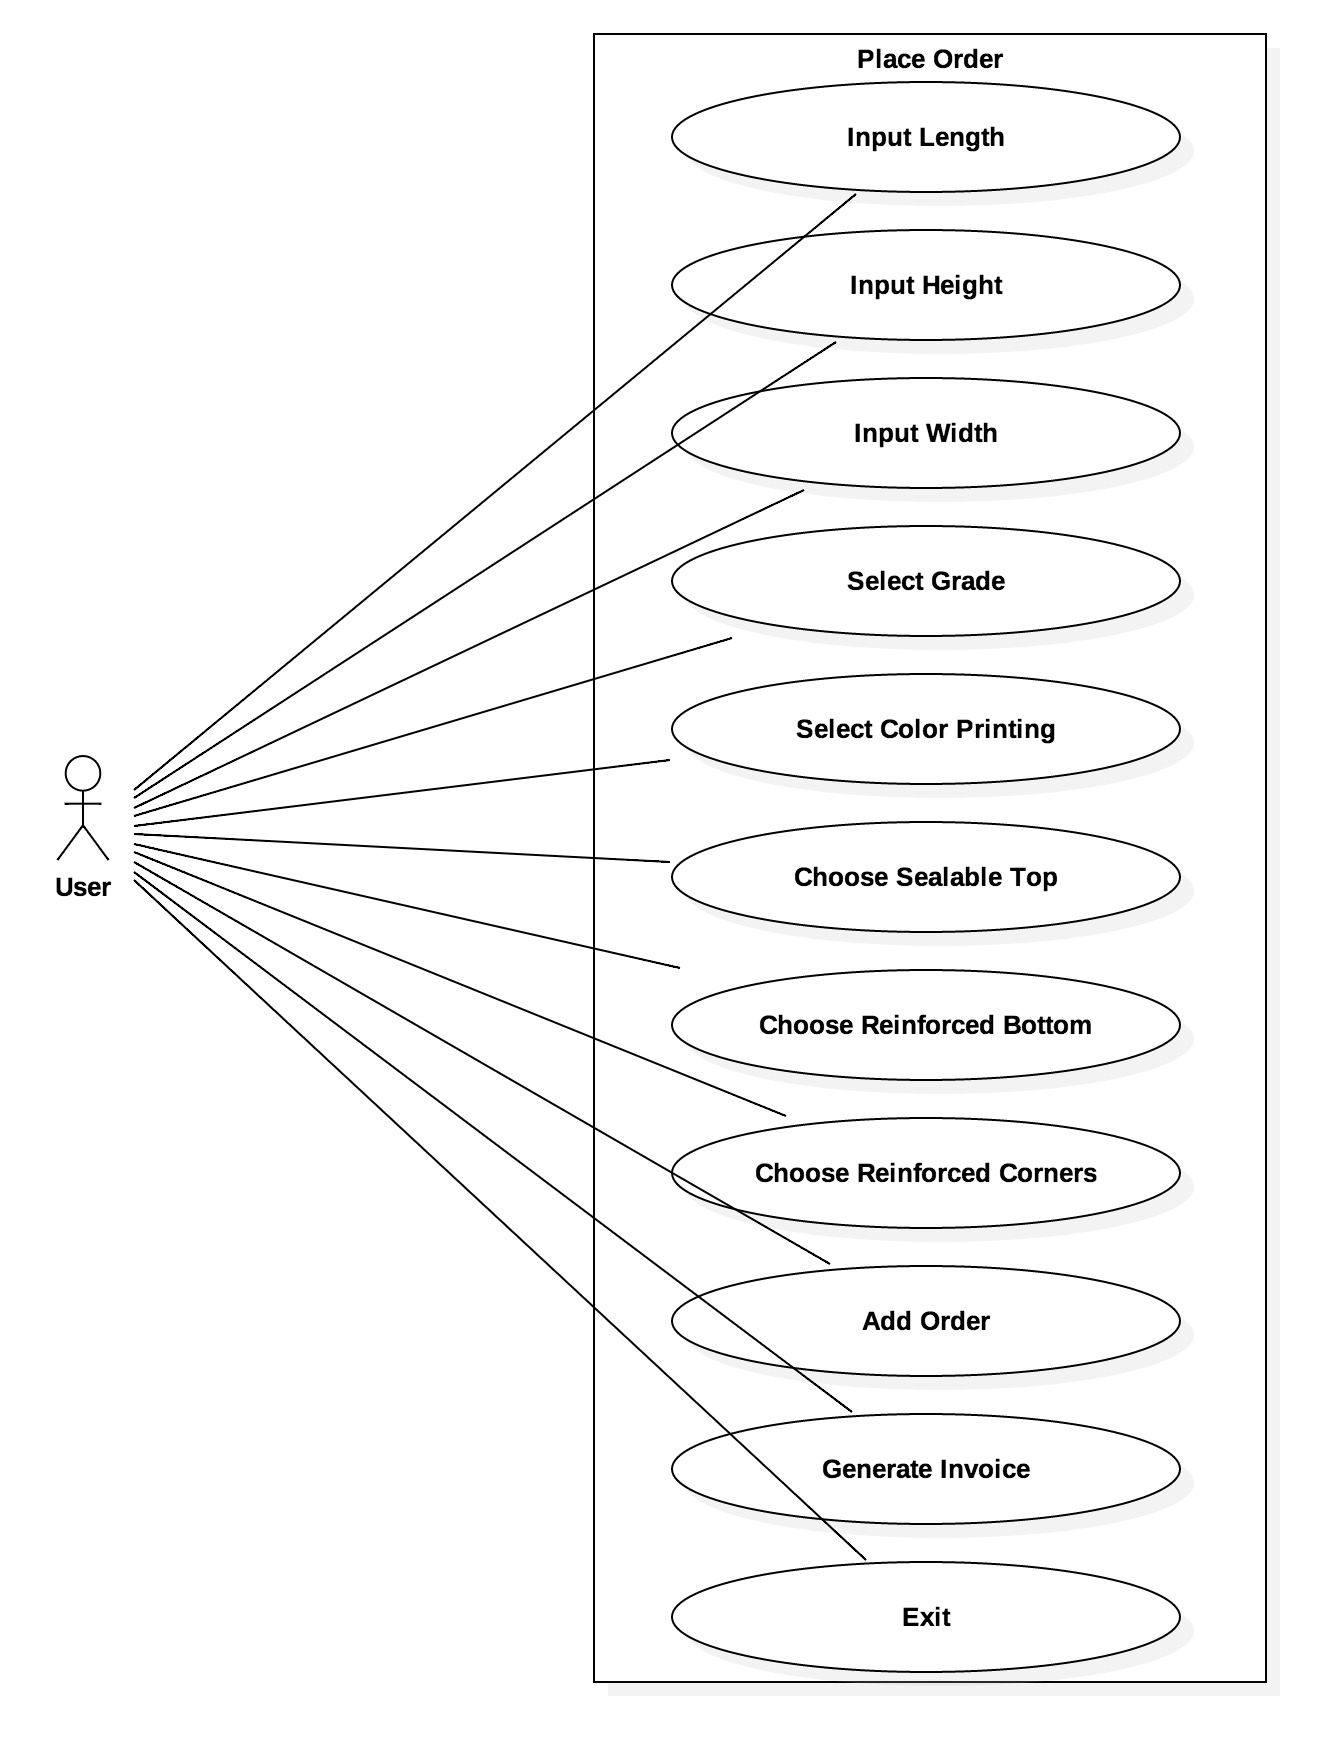 Place Order
Input Length
Input Height
Input Width
Select Grade
Select Color Printing
Choose Sealable Top
User
Choose Reinforced Bottom
Choose Reinforced Corners
Add Order
Generate Invoice
Exit